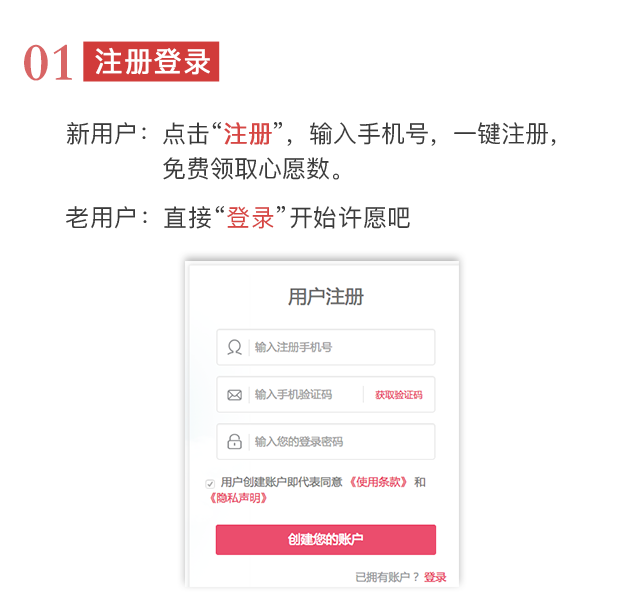 01 注册登录
新用户：点击“注册”，输入手机号，一键注册，
免费领取心愿数。
老用户：直接“登录”开始许愿吧
用户注册
输入注册手机号
输入手机验证码 获取验证码
输入您的登录密码
用户创建账户即代表同意《使用条款》和
《隐私声明》
创建您的账户
已拥有账户？登录